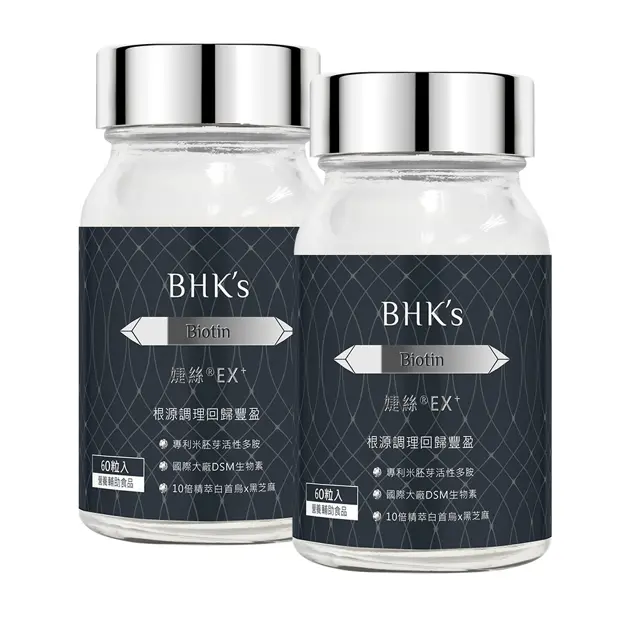 BHK's
Biotin
婕絲®EX⁺
根源調理回歸豐盈
專利米胚芽活性多胺
國際大廠DSM生物素
10倍精萃白首烏x黑芝麻
60粒入
營養輔助食品
BHK's
Biotin
婕絲®EX⁺
根源調理回歸豐盈
專利米胚芽活性多胺
國際大廠DSM生物素
10倍精萃白首烏x黑芝麻
60粒入
營養輔助食品